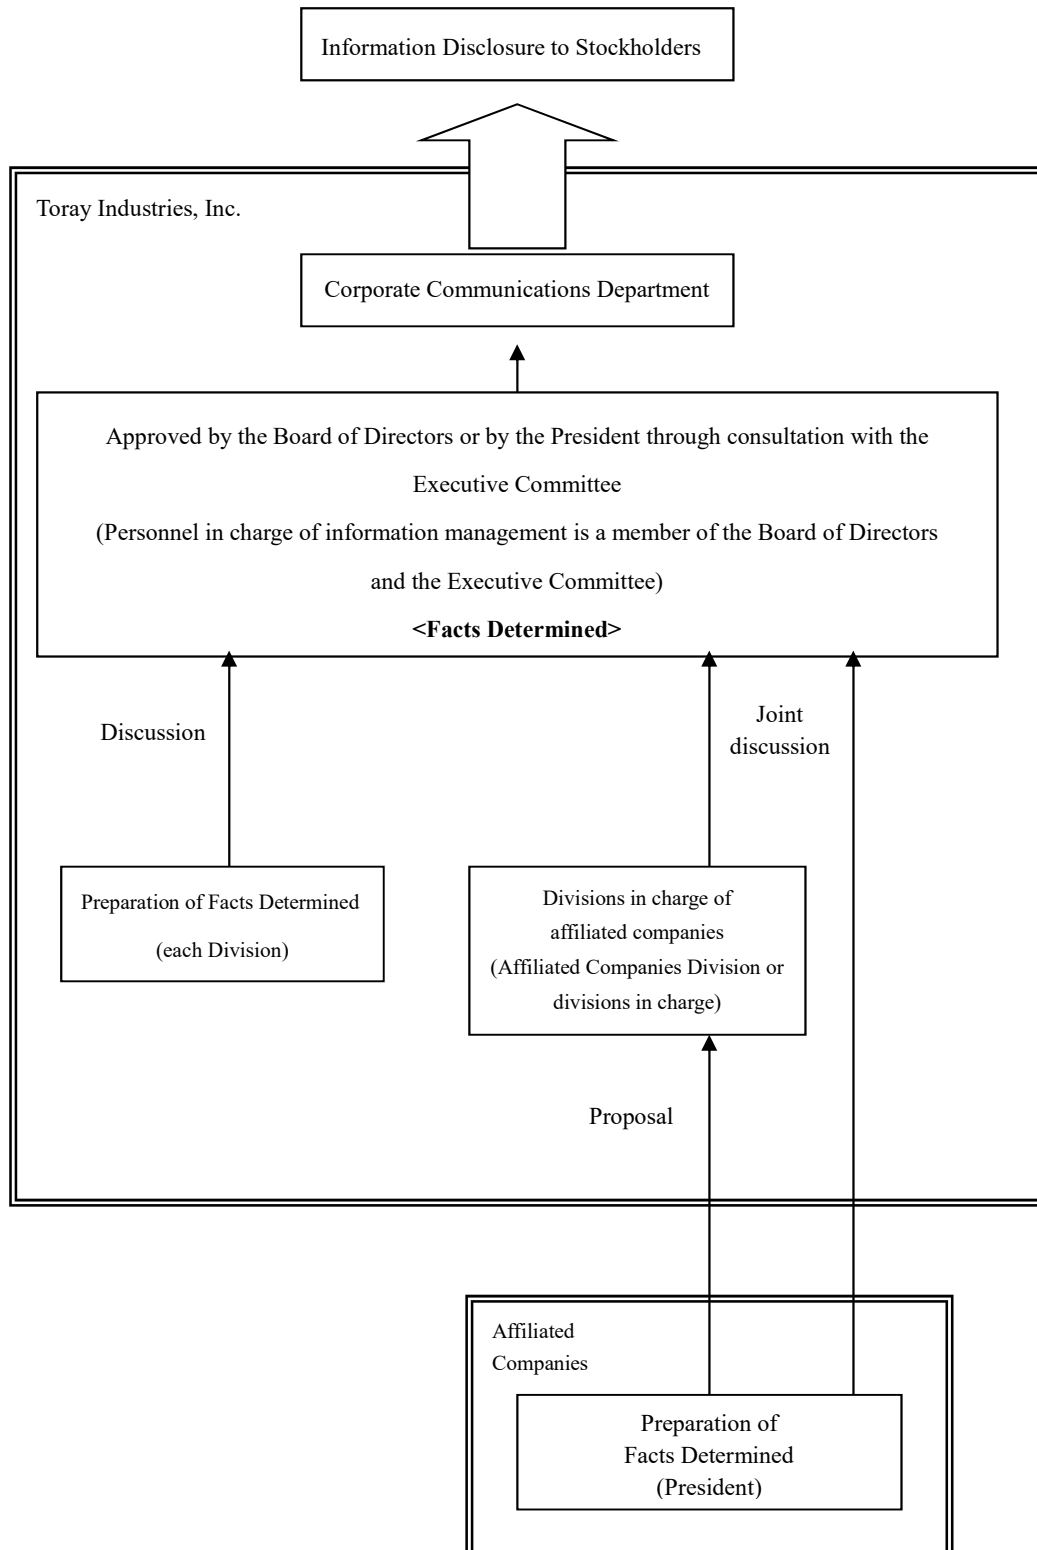 Information Disclosure to Stockholders
Toray Industries, Inc.
Corporate Communications Department
Approved by the Board of Directors or by the President through consultation with the
Executive Committee
(Personnel in charge of information management is a member of the Board of Directors
and the Executive Committee)
<Facts Determined>
Discussion
Joint
discussion
Preparation of Facts Determined
(each Division)
Divisions in charge of
affiliated companies
(Affiliated Companies Division or
divisions in charge)
Proposal
Affiliated
Companies
Preparation of
Facts Determined
(President)